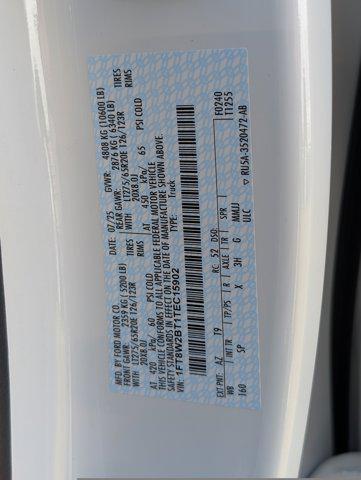 MFD. BY FORD MOTOR CO.
DATE: 07/25 GVWR: 4808 KG (10600 LB)
FRONT GAWR: 2359 KG (5200 LB) REAR GAWR: 2876 KG (6340 LB)
WITH LT275/65R20E 126/123R TIRES WITH LT275/65R20E 126/123R TIRES
20X8.0J RIMS 20X8.0J RIMS
AT 420 kPa/ 60 PSI COLD AT 450 kPa/ 65 PSI COLD
THIS VEHICLE CONFORMS TO ALL APPLICABLE FEDERAL MOTOR VEHICLE
SAFETY STANDARDS IN EFFECT ON THE DATE OF MANUFACTURE SHOWN ABOVE.
VIN: 1FT8W2BT1TEC15902
TYPE: Truck
F0240
T1255
EXT PNT: AZ T9 RC: 52 DSO:
WB INT TR TP/PS R AXLE TR SPR
160 5P X 3H G MMJJ
ULC
RU5A-3520472-AB